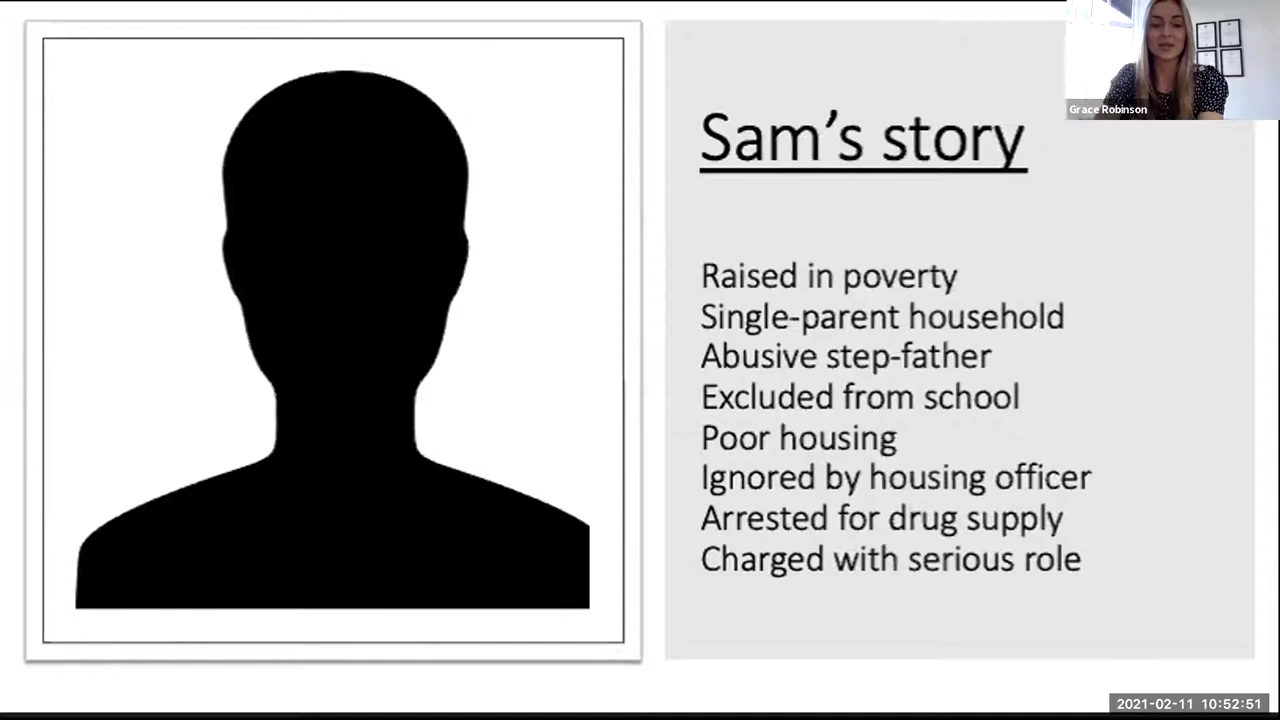 Grace Robinson
Sam’s story
Raised in poverty
Single-parent household
Abusive step-father
Excluded from school
Poor housing
Ignored by housing officer
Arrested for drug supply
Charged with serious role
2021-02-11 10:52:51